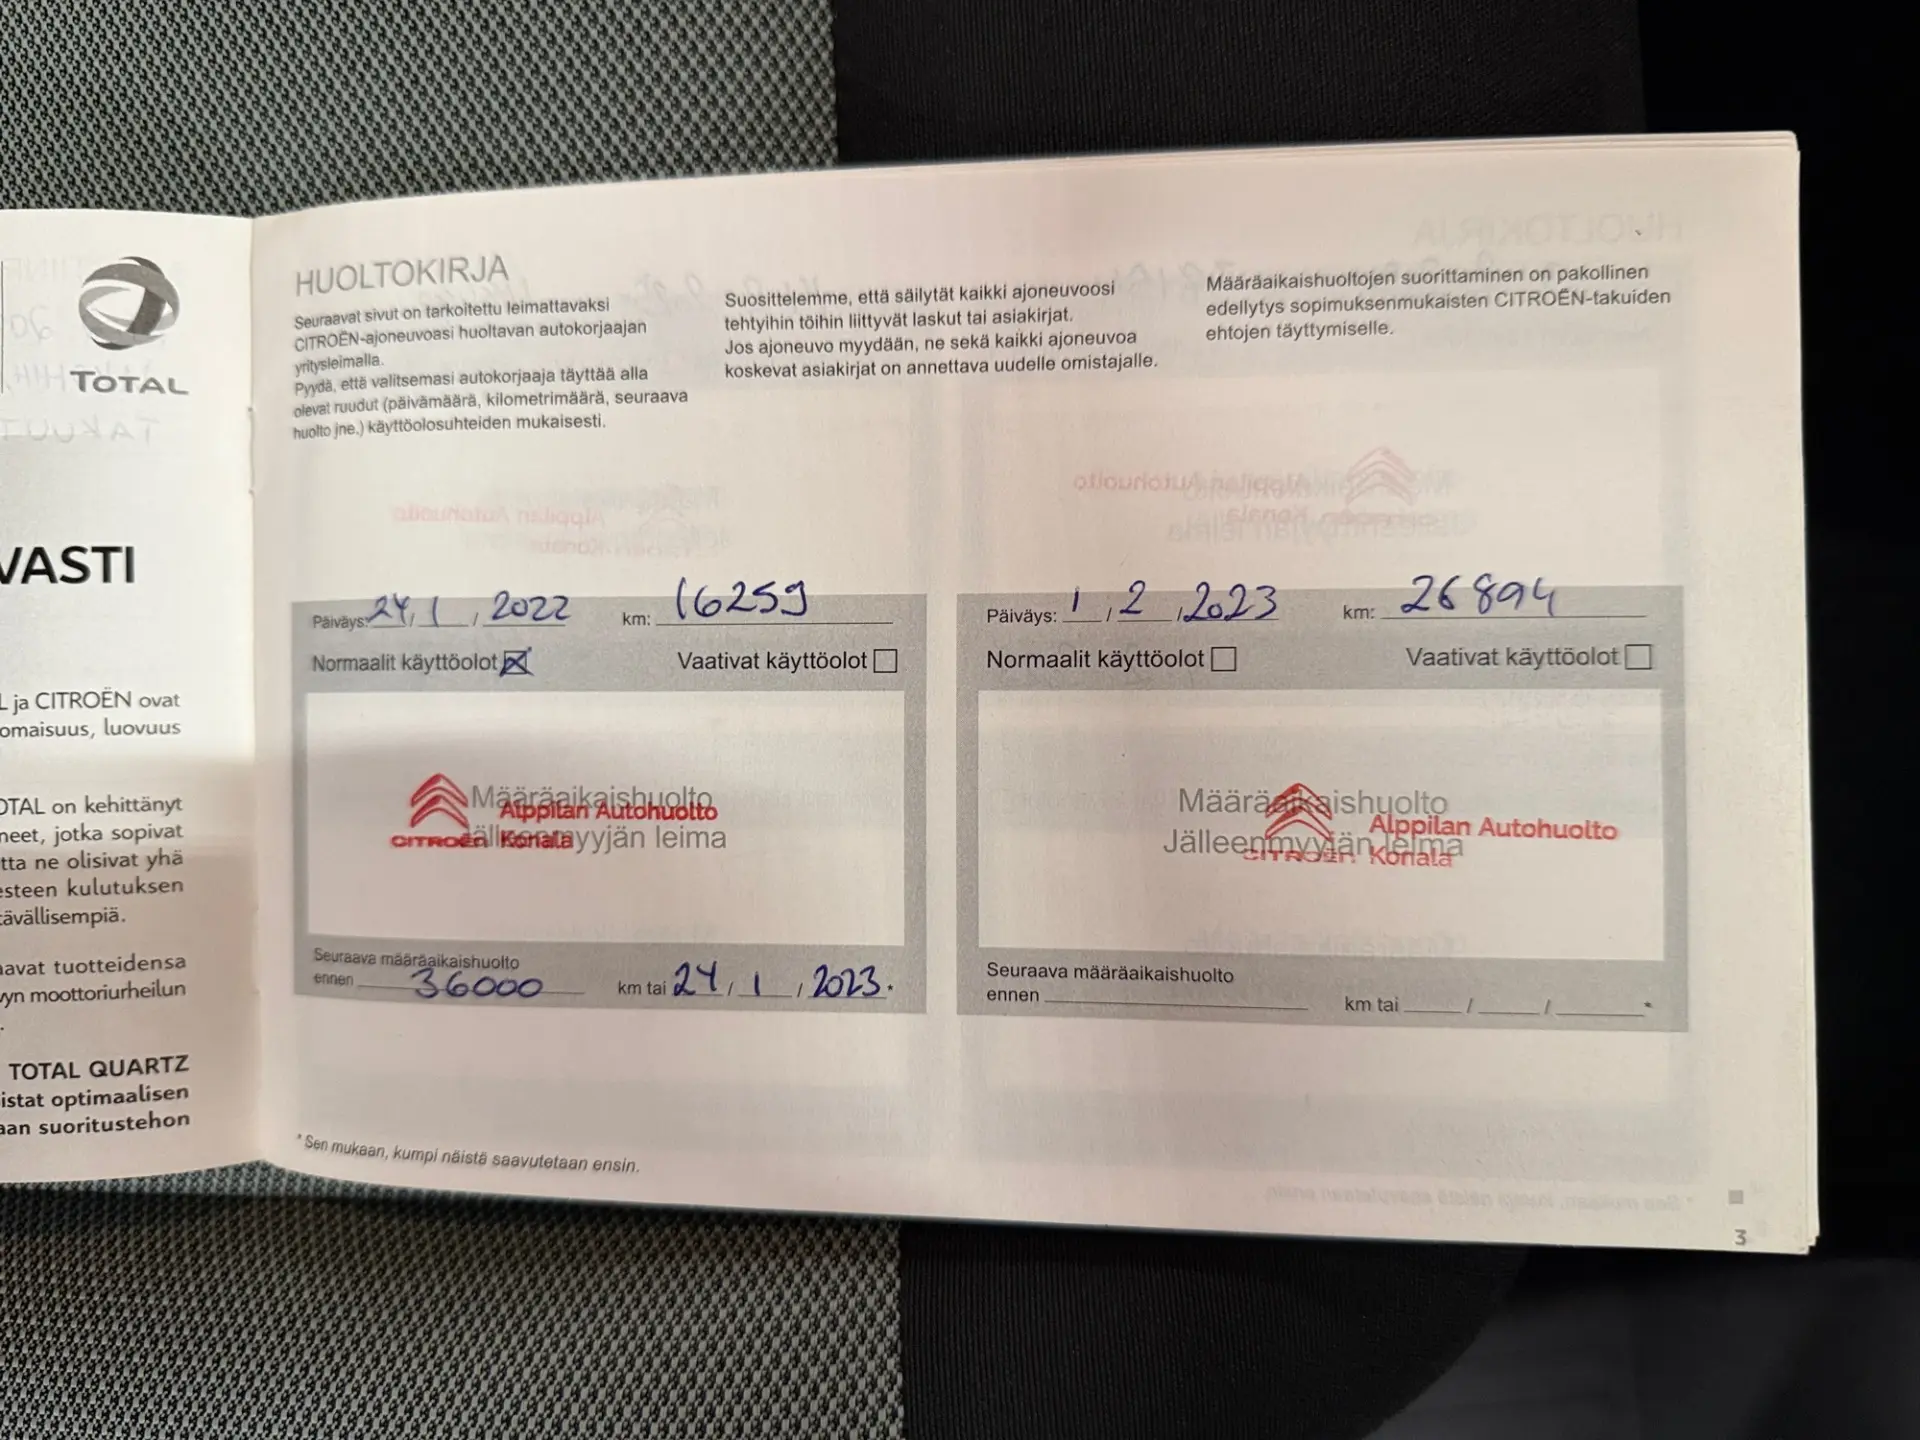 TOTAL
VASTI
L ja CITROËN ovat
omaisuus, luovuus
OTAL on kehittänyt
neet, jotka sopivat
tta ne olisivat yhä
esteen kulutuksen
tävällisempiä.
aavat tuotteidensa
yn moottoriurheilun
.
TOTAL QUARTZ
istat optimaalisen
aan suoritustehon
HUOLTOKIRJA
Seuraavat sivut on tarkoitettu leimattavaksi
CITROËN-ajoneuvoasi huoltavan autokorjaajan
yritysleimalla.
Pyydä, että valitsemasi autokorjaaja täyttää alla
olevat ruudut (päivämäärä, kilometrimäärä, seuraava
huolto jne.) käyttöolosuhteiden mukaisesti.
Suosittelemme, että säilytät kaikki ajoneuvoosi
tehtyihin töihin liittyvät laskut tai asiakirjat.
Jos ajoneuvo myydään, ne sekä kaikki ajoneuvoa
koskevat asiakirjat on annettava uudelle omistajalle.
Määräaikaishuoltojen suorittaminen on pakollinen
edellytys sopimuksenmukaisten CITROËN-takuiden
ehtojen täyttymiselle.
Päiväys: 24 / 1 / 2022 km: 16259
Normaalit käyttöolot Vaativat käyttöolot
Määräaikaishuolto
Alppilan Autohuolto
Jälleenmyyjän leima
CITROËN Konala
Seuraava määräaikaishuolto
ennen 36000 km tai 24 / 1 / 2023 *
Päiväys: 1 / 2 / 2023 km: 26894
Normaalit käyttöolot Vaativat käyttöolot
Määräaikaishuolto
Alppilan Autohuolto
Jälleenmyyjän leima
CITROËN Konala
Seuraava määräaikaishuolto
ennen km tai / / *
* Sen mukaan, kumpi näistä saavutetaan ensin.
3